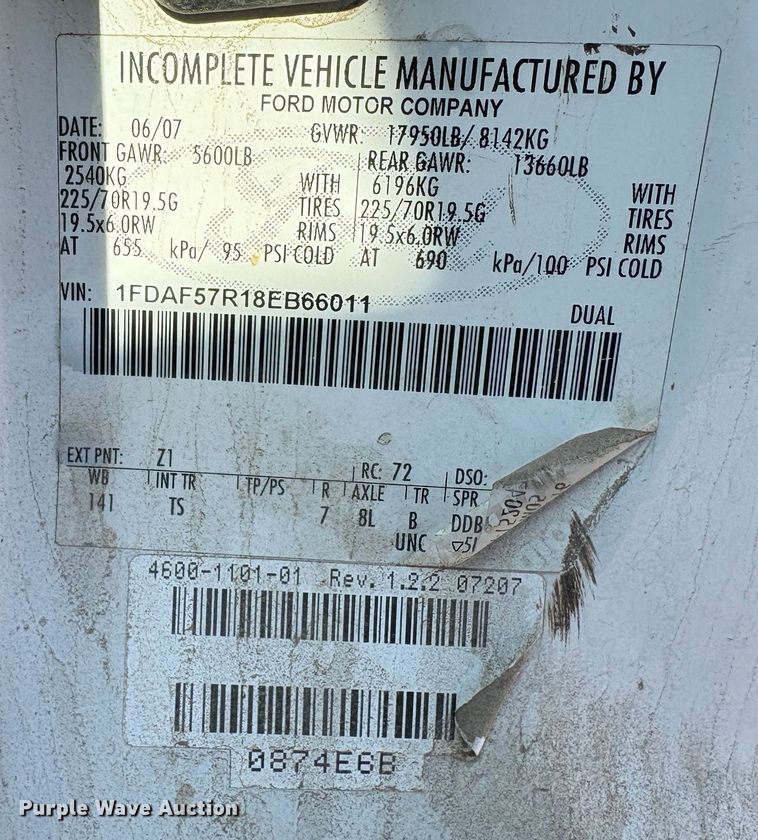 INCOMPLETE VEHICLE MANUFACTURED BY
FORD MOTOR COMPANY
DATE: 06/07 GVWR: 17950LB/ 8142KG
FRONT GAWR: 5600LB REAR GAWR: 13660LB
2540KG WITH 6196KG WITH
225/70R19.5G TIRES 225/70R19.5G TIRES
19.5x6.0RW RIMS 19.5x6.0RW RIMS
AT 655 kPa/ 95 PSI COLD AT 690 kPa/100 PSI COLD
VIN: 1FDAF57R18EB66011 DUAL
EXT PNT: Z1 RC: 72 DSO:
WB INT TR TP/PS R AXLE TR SPR
141 TS 7 8L B DDB
UNC
4600-1101-01 Rev. 1.2.2 07207
0874E6B
Purple Wave Auction